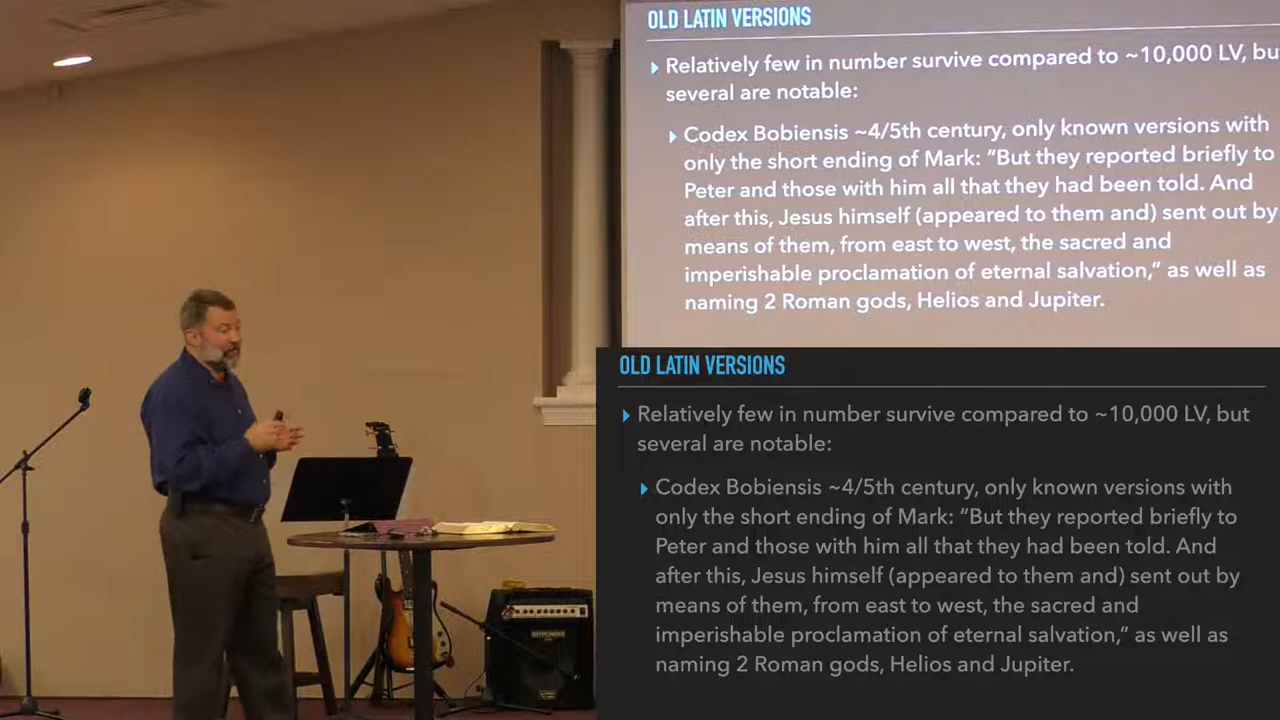 OLD LATIN VERSIONS
Relatively few in number survive compared to ~10,000 LV, bu
several are notable:
Codex Bobiensis ~4/5th century, only known versions with
only the short ending of Mark: “But they reported briefly to
Peter and those with him all that they had been told. And
after this, Jesus himself (appeared to them and) sent out by
means of them, from east to west, the sacred and
imperishable proclamation of eternal salvation,” as well as
naming 2 Roman gods, Helios and Jupiter.
OLD LATIN VERSIONS
Relatively few in number survive compared to ~10,000 LV, but
several are notable:
Codex Bobiensis ~4/5th century, only known versions with
only the short ending of Mark: “But they reported briefly to
Peter and those with him all that they had been told. And
after this, Jesus himself (appeared to them and) sent out by
means of them, from east to west, the sacred and
imperishable proclamation of eternal salvation,” as well as
naming 2 Roman gods, Helios and Jupiter.
BEHRINGER